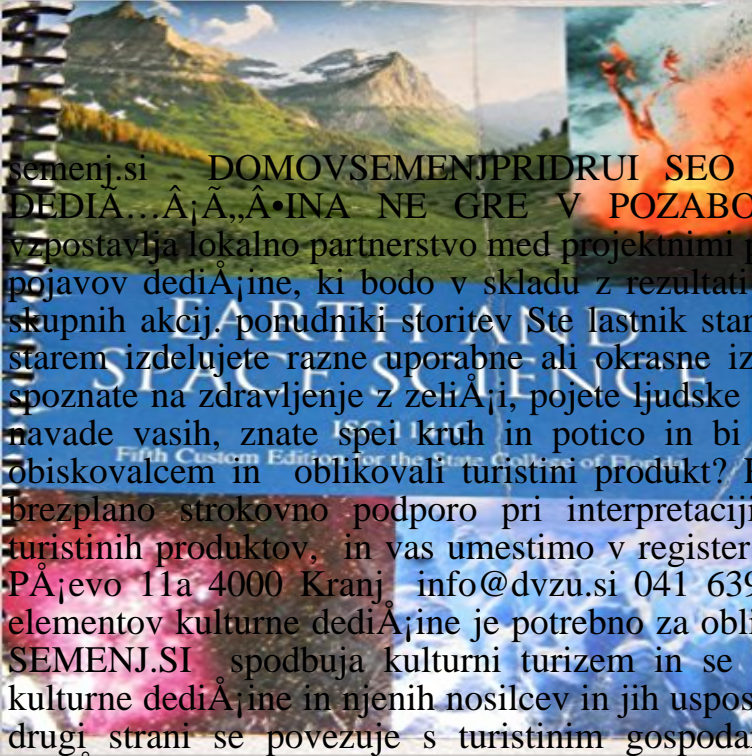 semenj.si DOMOVSEMENJPRIDRUI SEO
DEDIÃ…Â¡Ã„Â•INA NE GRE V POZABO
vzpostavlja lokalno partnerstvo med projektnimi
pojavov dediÅ¡ine, ki bodo v skladu z rezultati
skupnih akcij. ponudniki storitev Ste lastnik star
starem izdelujete razne uporabne ali okrasne iz
spoznate na zdravljenje z zeliÅ¡i, pojete ljudske
navade vasih, znate spei kruh in potico in bi
obiskovalcem in oblikovali turistini produkt?
brezplano strokovno podporo pri interpretaciji
turistinih produktov, in vas umestimo v register
PÅ¡evo 11a 4000 Kranj info@dvzu.si 041 639
elementov kulturne dediÅ¡ine je potrebno za obli
SEMENJ.SI spodbuja kulturni turizem in se
kulturne dediÅ¡ine in njenih nosilcev in jih uspos
drugi strani se povezuje s turistinim gospoda
EARTH AND
SPACE SCIENCE
Fifth Custom Edition for the State College of Florida